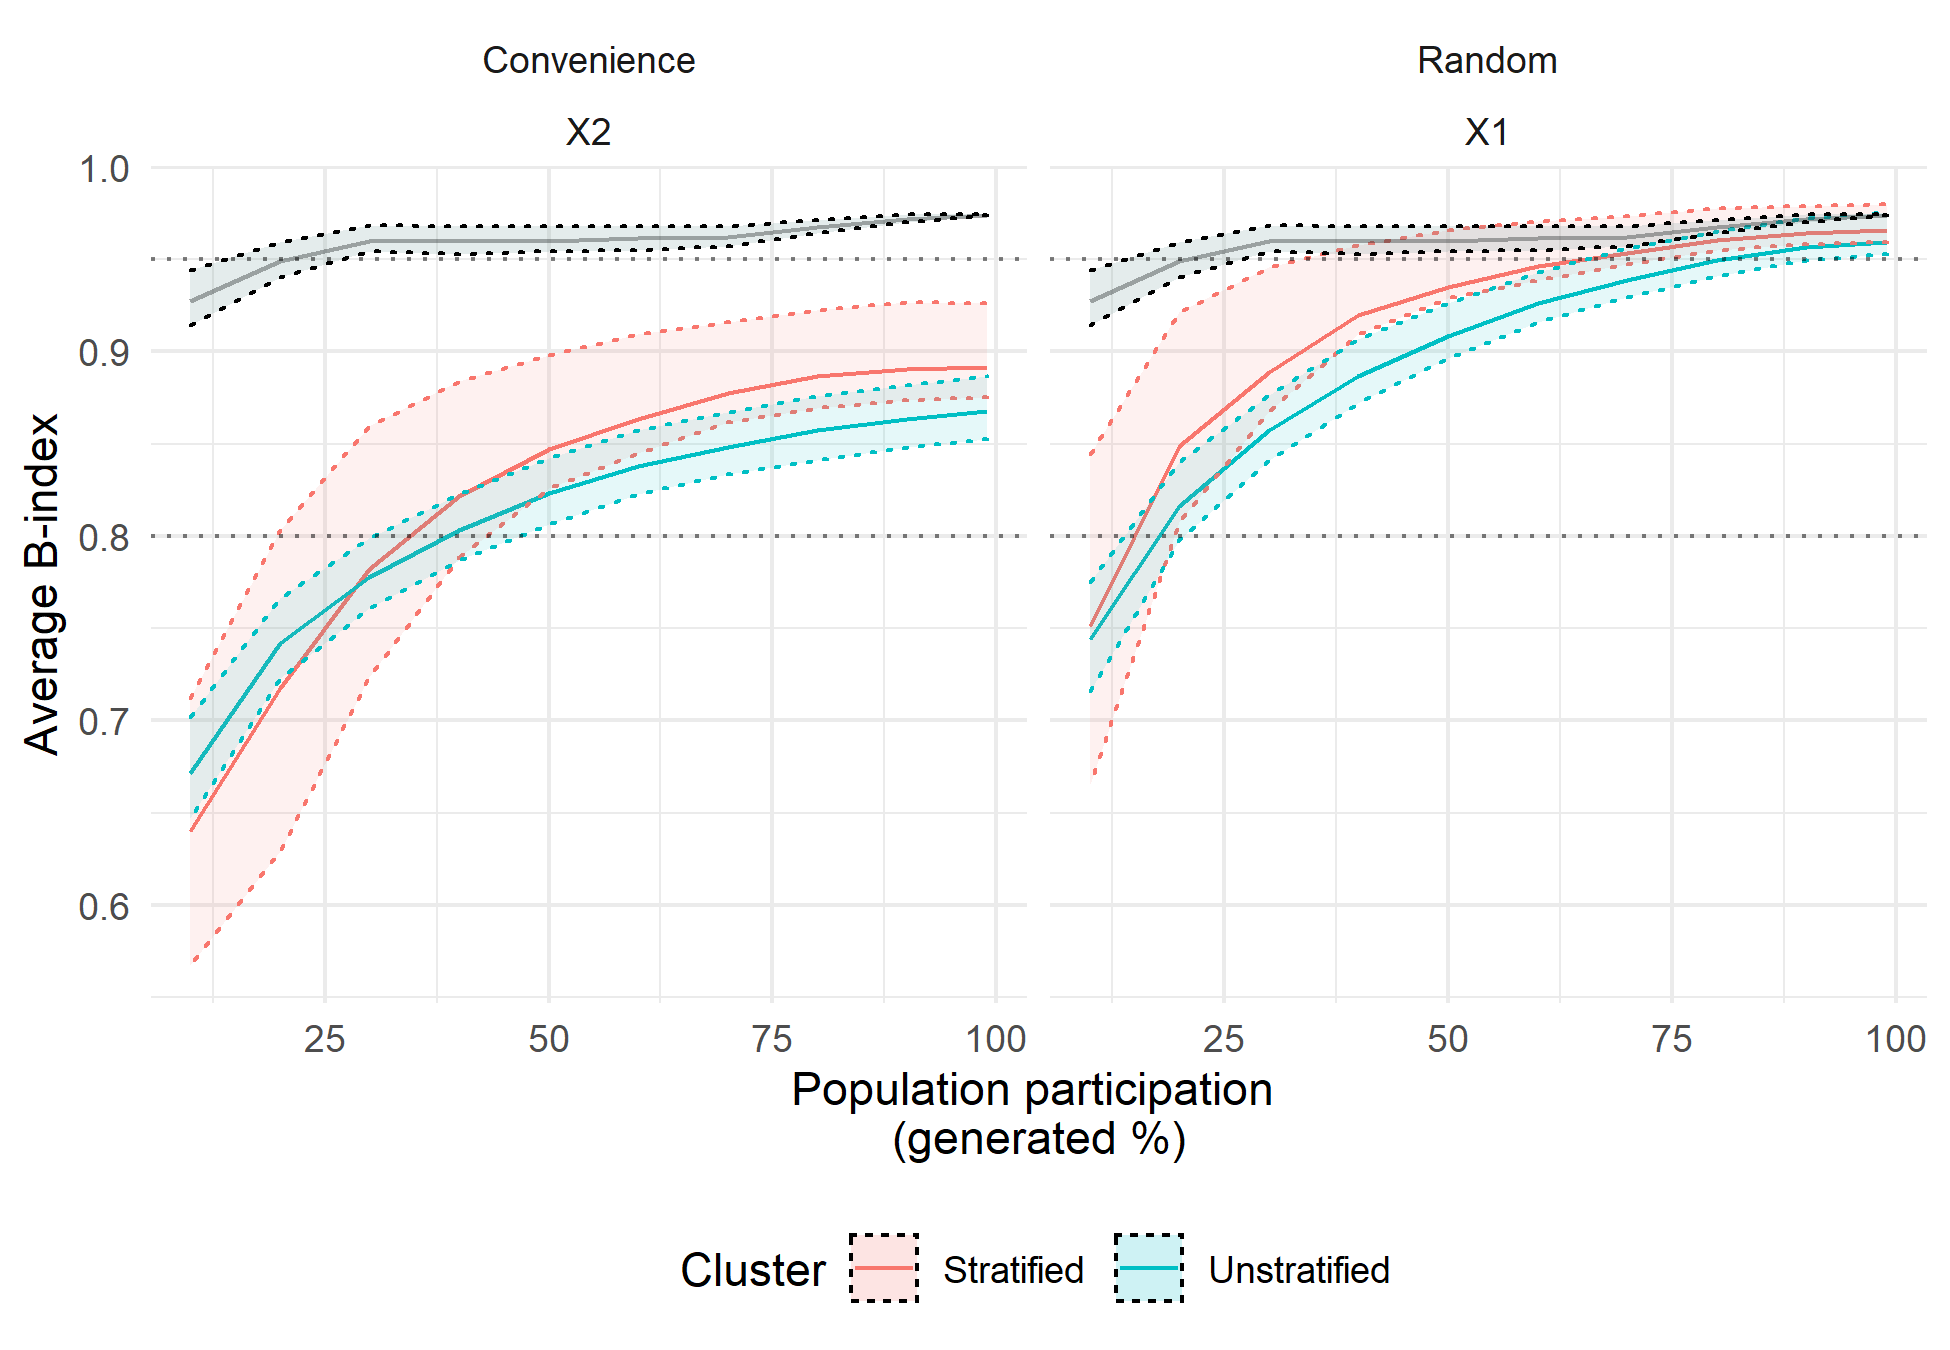 Convenience
Random
X2
X1
1.0
0.9
0.8
0.7
0.6
Average B-index
25 50 75 100
25 50 75 100
Population participation
(generated %)
Cluster
Stratified
Unstratified